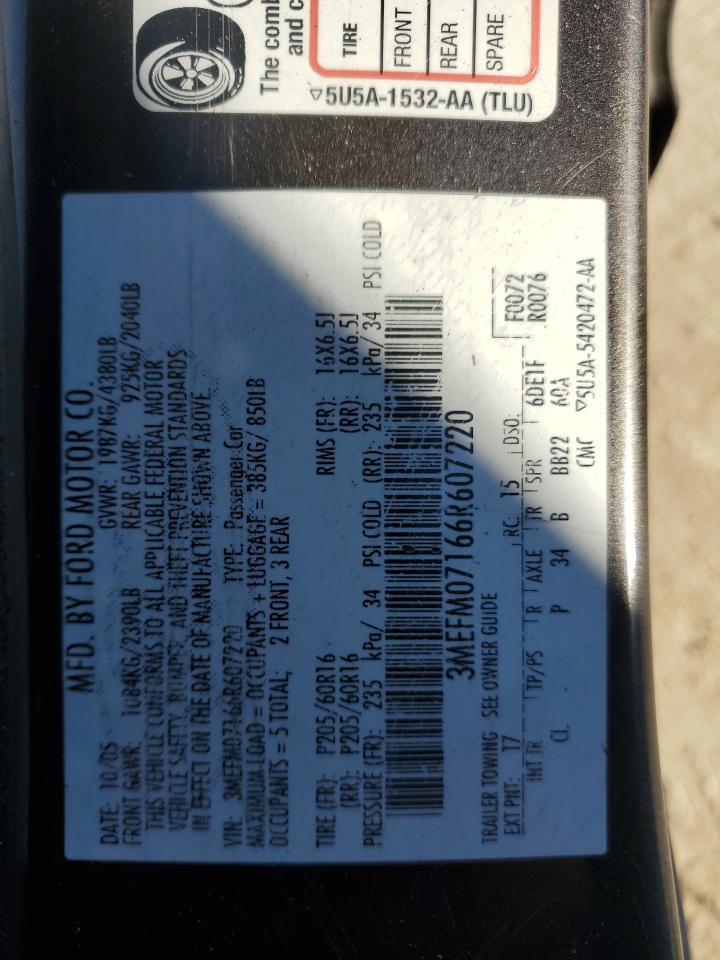 The comb
and c
TIRE
FRONT
REAR
SPARE
▽5U5A-1532-AA (TLU)
MFD. BY FORD MOTOR CO.
DATE: 10/05 GVWR: 1987KG/4380LB
FRONT GAWR: 1084KG/2390LB REAR GAWR: 925KG/2040LB
THIS VEHICLE CONFORMS TO ALL APPLICABLE FEDERAL MOTOR
VEHICLE SAFETY, BUMPER, AND THEFT PREVENTION STANDARDS
IN EFFECT ON THE DATE OF MANUFACTURE SHOWN ABOVE
VIN: 3MEFM07166R607220 TYPE: Passenger Car
MAXIMUM LOAD = OCCUPANTS + LUGGAGE = 385KG/ 850LB
OCCUPANTS = 5 TOTAL; 2 FRONT, 3 REAR
TIRE (FR): P205/60R16 RIMS (FR): 16X6.5J
(RR): P205/60R16 (RR): 16X6.5J
PRESSURE (FR): 235 kPa/ 34 PSI COLD (RR): 235 kPa/ 34 PSI COLD
3MEFM07166R607220
TRAILER TOWING - SEE OWNER GUIDE
EXT PNT: T7 RC: 15 DSO: F0072
R0076
INT TR TP/PS R AXLE TR SPR 6DE1F
CL P 34 B BB22 60A
CMC ▽5U5A-5420472-AA